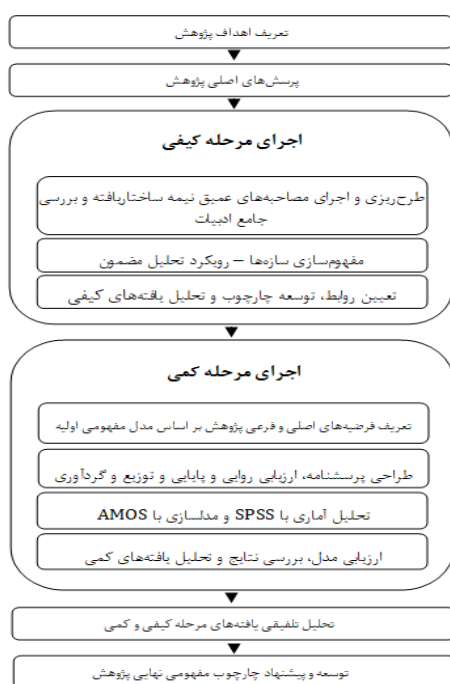 تعریف اهداف پژوهش
پرسش‌های اصلی پژوهش
اجرای مرحله کیفی
طرح‌ریزی و اجرای مصاحبه‌های عمیق نیمه ساختاریافته و بررسی
جامع ادبیات
مفهوم‌سازی سازه‌ها – رویکرد تحلیل مضمون
تعیین روابط، توسعه چارچوب و تحلیل یافته‌های کیفی
اجرای مرحله کمی
تعریف فرضیه‌های اصلی و فرعی پژوهش بر اساس مدل مفهومی اولیه
طراحی پرسشنامه، ارزیابی روایی و پایایی و توزیع و گردآوری
تحلیل آماری با SPSS و مدلسازی با AMOS
ارزیابی مدل، بررسی نتایج و تحلیل یافته‌های کمی
تحلیل تلفیقی یافته‌های مرحله کیفی و کمی
توسعه و پیشنهاد چارچوب مفهومی نهایی پژوهش